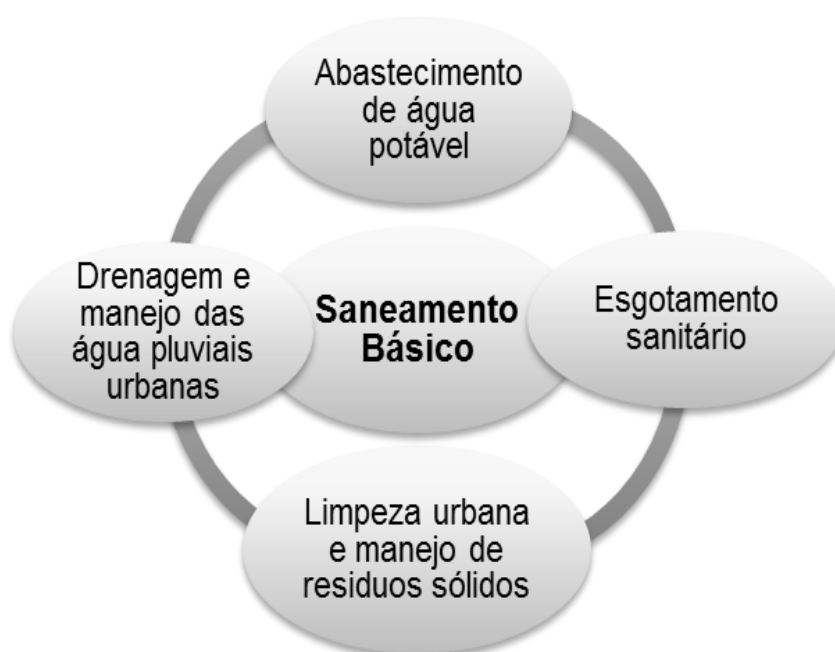 Abastecimento
de água
potável
Drenagem e
manejo das
água pluviais
urbanas
Saneamento
Básico
Esgotamento
sanitário
Limpeza urbana
e manejo de
residuos sólidos